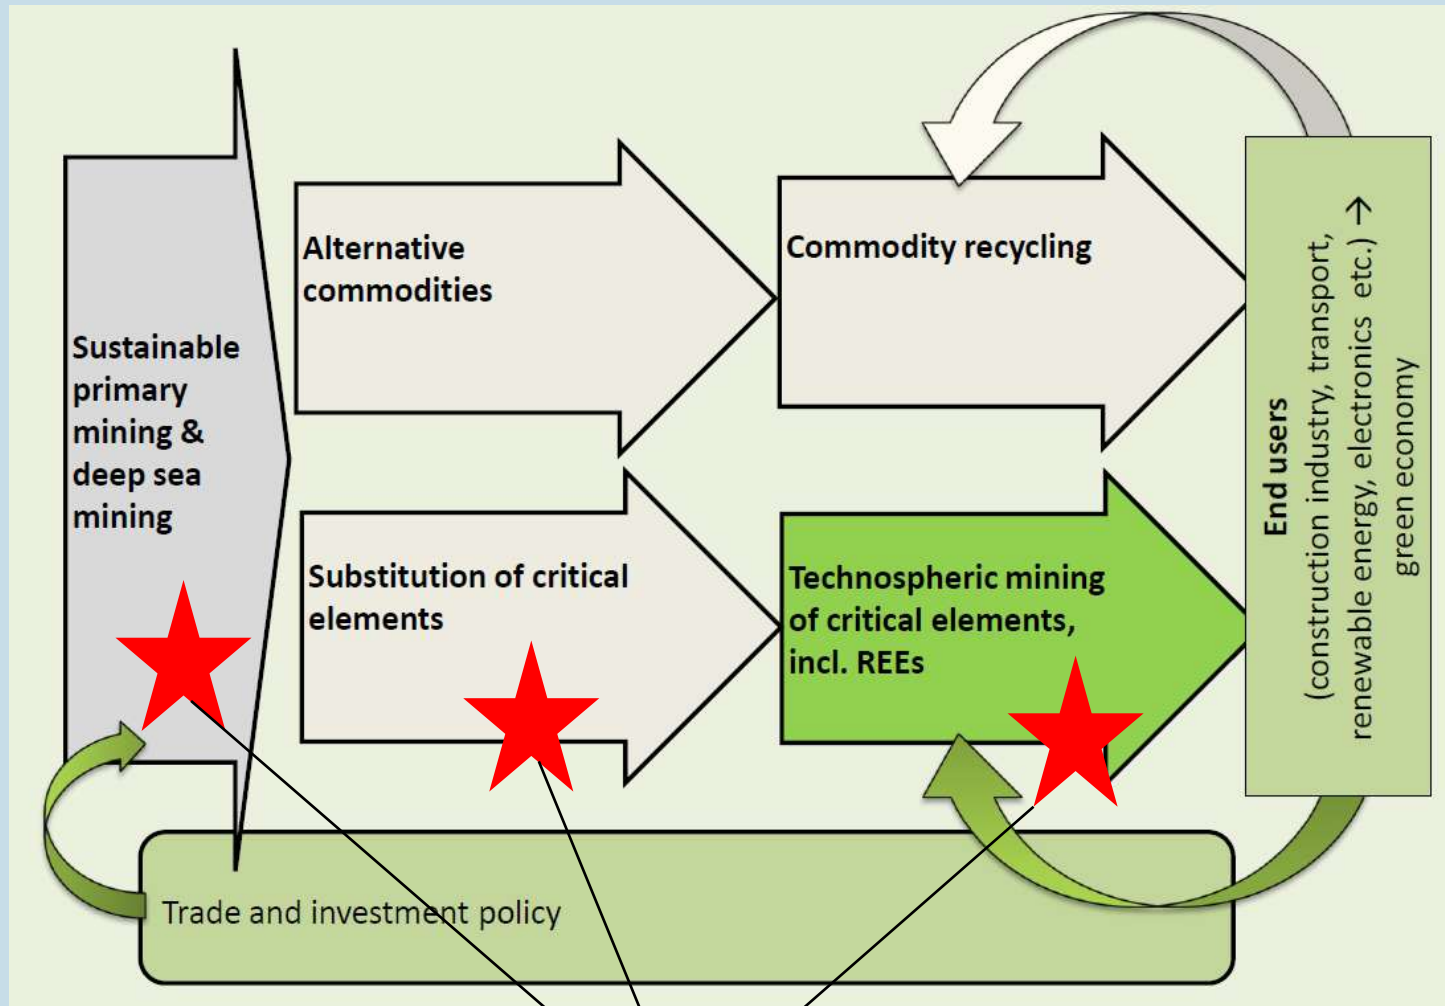 Sustainable
primary
mining &
deep sea
mining
Alternative
commodities
Commodity recycling
Substitution of critical
elements
Technospheric mining
of critical elements,
incl. REEs
End users
(construction industry, transport,
renewable energy, electronics etc.) →
green economy
Trade and investment policy